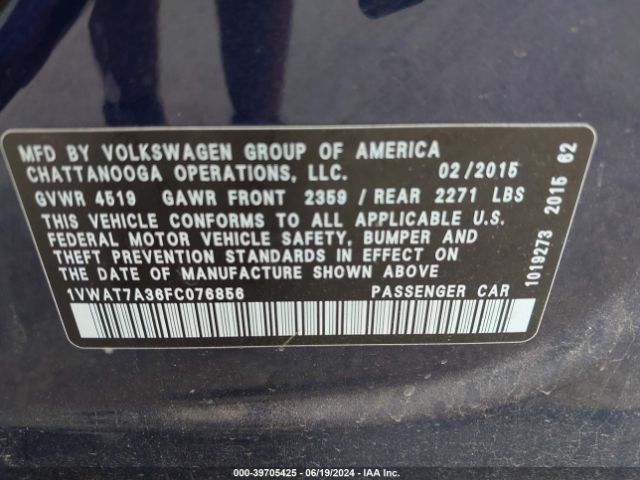 MFD BY VOLKSWAGEN GROUP OF AMERICA
CHATTANOOGA OPERATIONS, LLC. 02/2015
GVWR 4519 GAWR FRONT 2359 / REAR 2271 LBS
THIS VEHICLE CONFORMS TO ALL APPLICABLE U.S.
FEDERAL MOTOR VEHICLE SAFETY, BUMPER AND
THEFT PREVENTION STANDARDS IN EFFECT ON
THE DATE OF MANUFACTURE SHOWN ABOVE
1VWAT7A36FC076856 PASSENGER CAR
1019273 2015 62
000-39705425 - 06/19/2024 - IAA Inc.